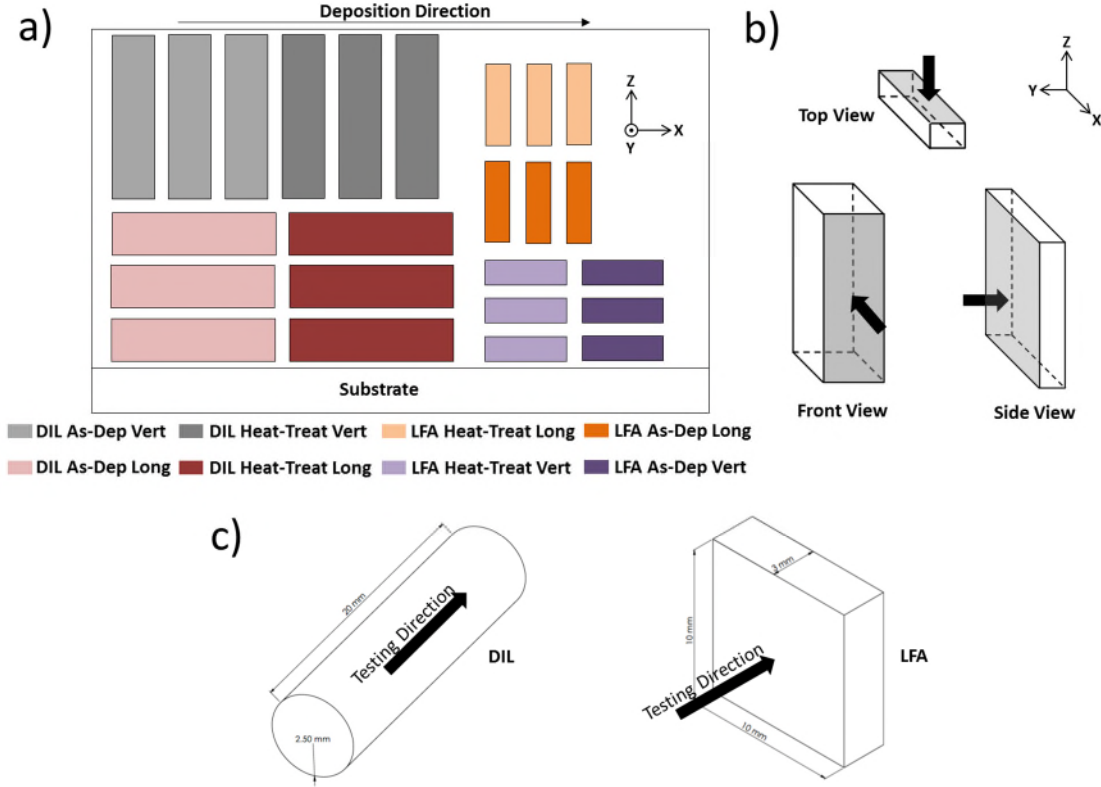 a)
Deposition Direction
Z
X
Y
Substrate
DIL As-Dep Vert
DIL Heat-Treat Vert
LFA Heat-Treat Long
LFA As-Dep Long
DIL As-Dep Long
DIL Heat-Treat Long
LFA Heat-Treat Vert
LFA As-Dep Vert
b)
Z
Y
X
Top View
Front View
Side View
c)
20 mm
Testing Direction
2.50 mm
DIL
3 mm
10 mm
Testing Direction
10 mm
LFA